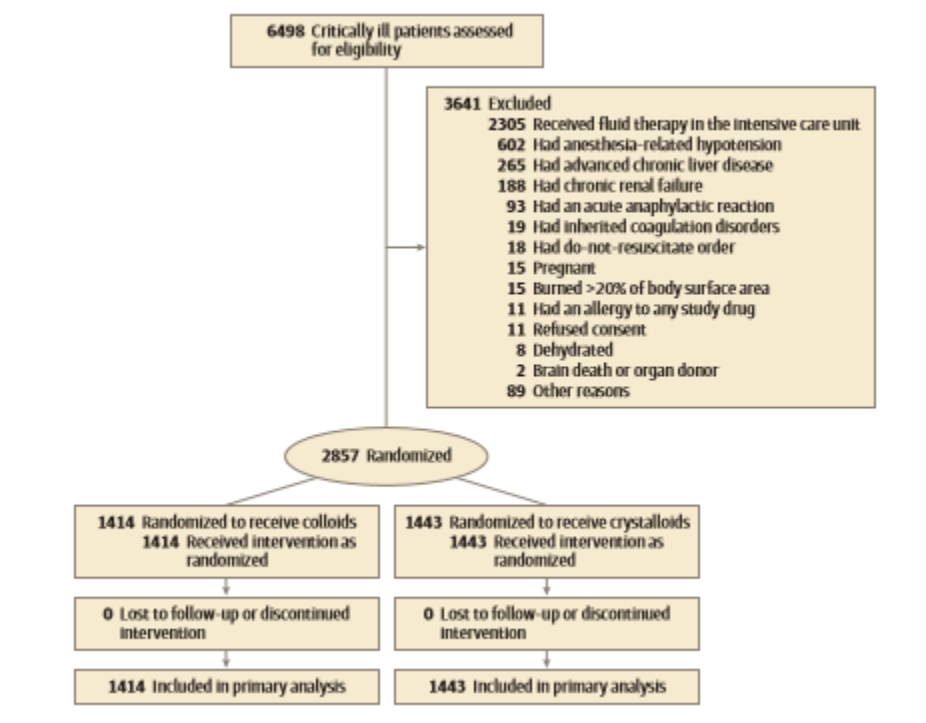 6498 Critically ill patients assessed
for eligibility
3641 Excluded
2305 Received fluid therapy in the intensive care unit
602 Had anesthesia-related hypotension
265 Had advanced chronic liver disease
188 Had chronic renal failure
93 Had an acute anaphylactic reaction
19 Had inherited coagulation disorders
18 Had do-not-resuscitate order
15 Pregnant
15 Burned >20% of body surface area
11 Had an allergy to any study drug
11 Refused consent
8 Dehydrated
2 Brain death or organ donor
89 Other reasons
2857 Randomized
1414 Randomized to receive colloids
1414 Received intervention as
randomized
0 Lost to follow-up or discontinued
intervention
1414 Included in primary analysis
1443 Randomized to receive crystalloids
1443 Received intervention as
randomized
0 Lost to follow-up or discontinued
intervention
1443 Included in primary analysis